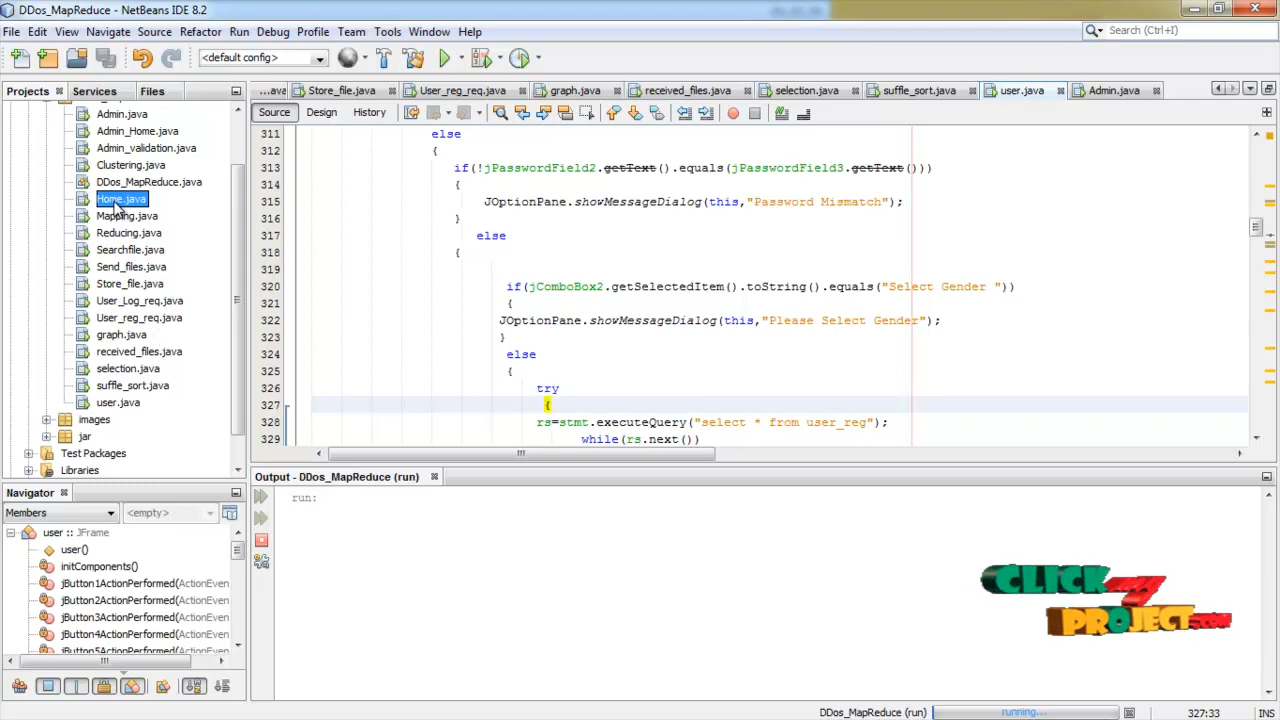 DDos_MapReduce - NetBeans IDE 8.2
File Edit View Navigate Source Refactor Run Debug Profile Team Tools Window Help
Search (Ctrl+I)
<default config>
Projects Services Files
...ava Store_file.java User_reg_req.java graph.java received_files.java selection.java suffle_sort.java user.java Admin.java
Source Design History
Admin.java
Admin_Home.java
Admin_validation.java
Clustering.java
DDos_MapReduce.java
Home.java
Mapping.java
Reducing.java
Searchfile.java
Send_files.java
Store_file.java
User_Log_req.java
User_reg_req.java
graph.java
received_files.java
selection.java
suffle_sort.java
user.java
images
jar
Test Packages
Libraries
311 else
312 {
313 if(!jPasswordField2.getText().equals(jPasswordField3.getText()))
314 {
315 JOptionPane.showMessageDialog(this,"Password Mismatch");
316 }
317 else
318 {
319
320 if(jComboBox2.getSelectedItem().toString().equals("Select Gender "))
321 {
322 JOptionPane.showMessageDialog(this,"Please Select Gender");
323 }
324 else
325 {
326 try
327 {
328 rs=stmt.executeQuery("select * from user_reg");
329 while(rs.next())
Output - DDos_MapReduce (run)
run:
Navigator
Members <empty>
user :: JFrame
user()
initComponents()
jButton1ActionPerformed(ActionEven
jButton2ActionPerformed(ActionEven
jButton3ActionPerformed(ActionEven
jButton4ActionPerformed(ActionEven
jButton5ActionPerformed(ActionEven
CLICK MY
PROJECT.COM
DDos_MapReduce (run) running... 327:33 INS